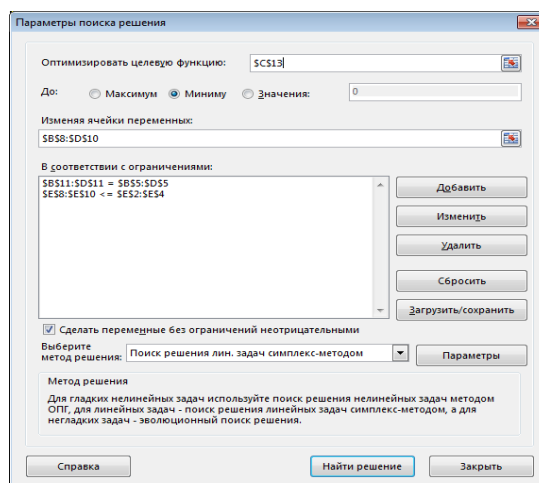 Параметры поиска решения
Оптимизировать целевую функцию: $C$13
До: Максимум Миниму Значения: 0
Изменяя ячейки переменных:
$B$8:$D$10
В соответствии с ограничениями:
$B$11:$D$11 = $B$5:$D$5
$E$8:$E$10 <= $E$2:$E$4
Добавить
Изменить
Удалить
Сбросить
Загрузить/сохранить
Сделать переменные без ограничений неотрицательными
Выберите
метод решения: Поиск решения лин. задач симплекс-методом Параметры
Метод решения
Для гладких нелинейных задач используйте поиск решения нелинейных задач методом
ОПГ, для линейных задач - поиск решения линейных задач симплекс-методом, а для
негладких задач - эволюционный поиск решения.
Справка Найти решение Закрыть